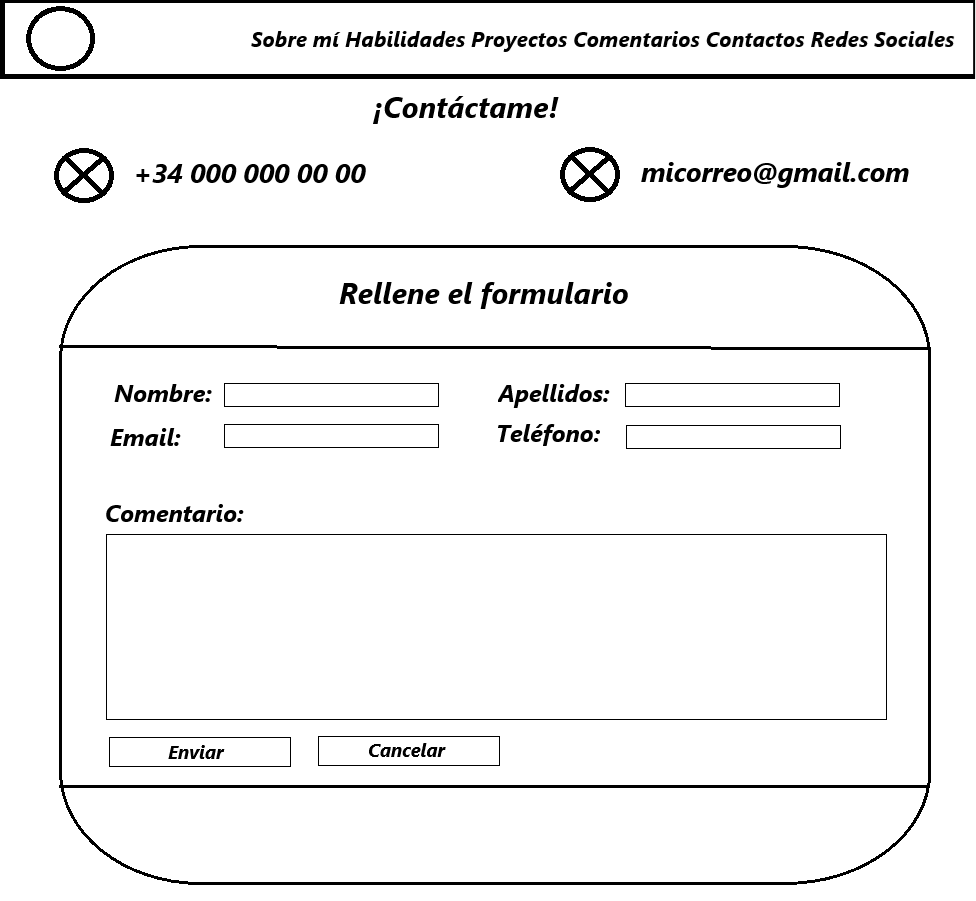 Sobre mí Habilidades Proyectos Comentarios Contactos Redes Sociales
¡Contáctame!
+34 000 000 00 00 micorreo@gmail.com
Rellene el formulario
Nombre: Apellidos:
Email: Teléfono:
Comentario:
Enviar Cancelar